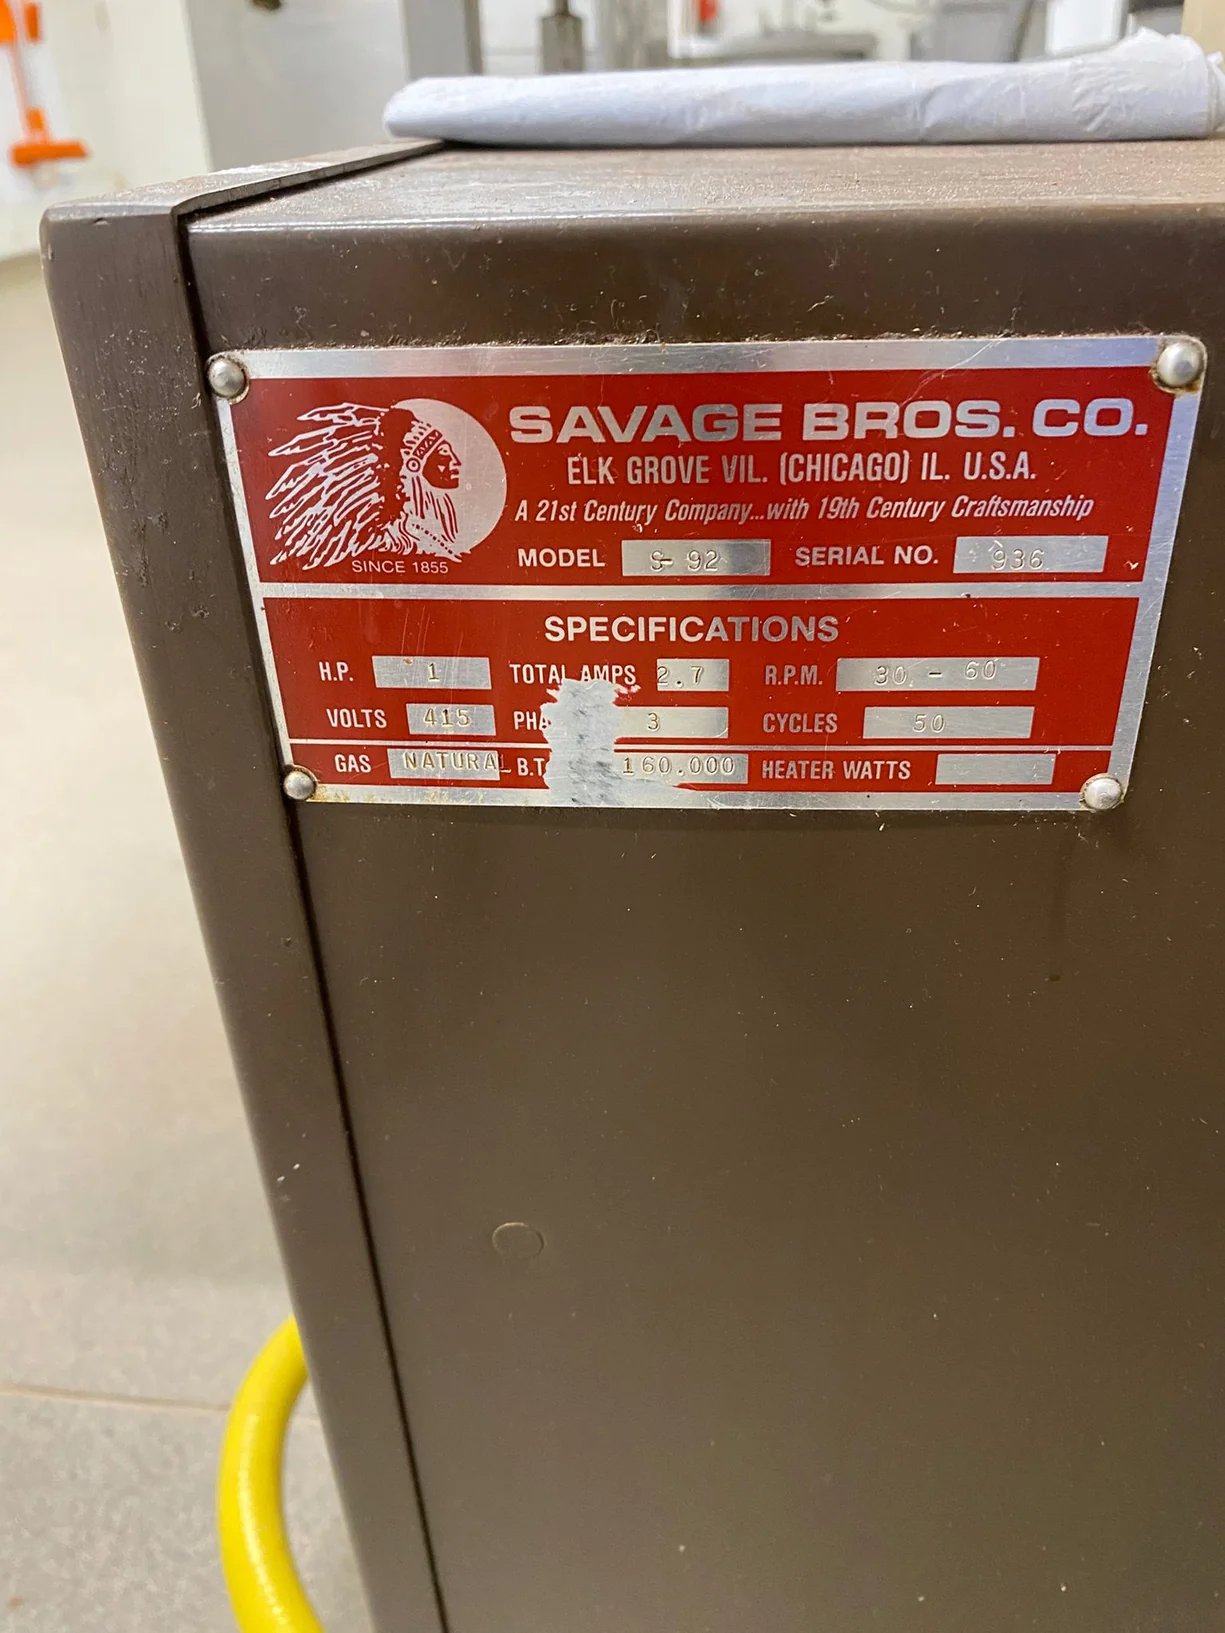 SAVAGE BROS. CO.
ELK GROVE VIL. (CHICAGO) IL. U.S.A.
A 21st Century Company...with 19th Century Craftsmanship
SINCE 1855
MODEL S-92 SERIAL NO. 936
SPECIFICATIONS
H.P. 1 TOTAL AMPS 2.7 R.P.M. 30 - 60
VOLTS 415 3 CYCLES 50
GAS NATURAL 160.000 HEATER WATTS